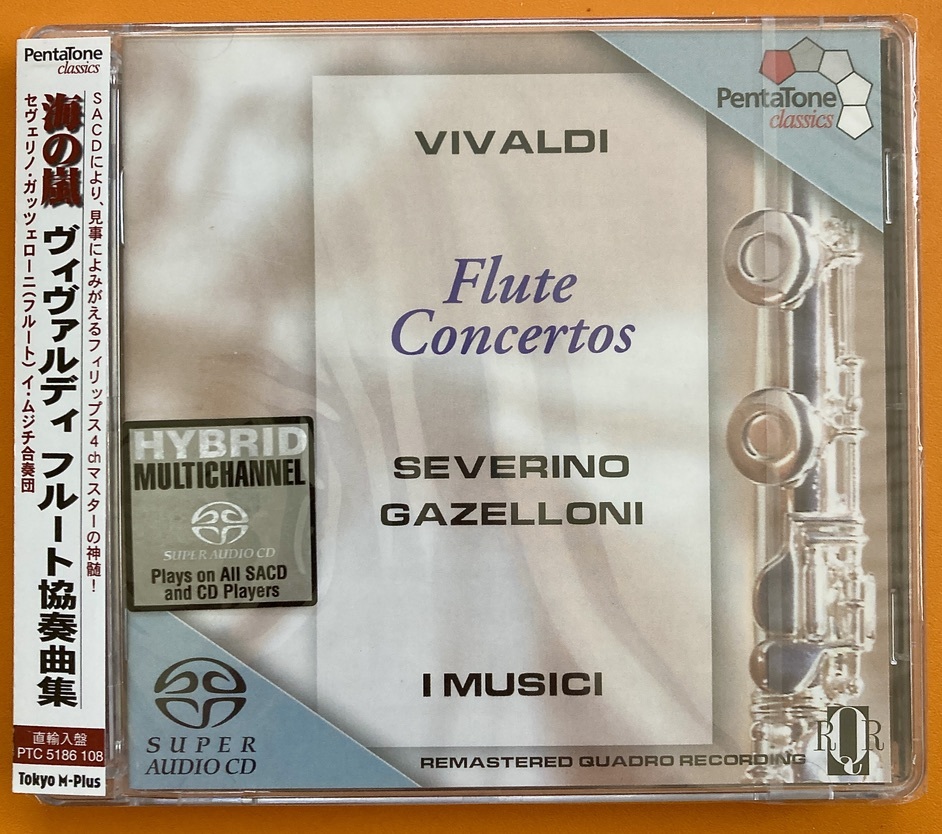 PentaTone
classics
SACDにより、見事によみがえるフィリップス4chマスターの神髄!
海の嵐 ヴィヴァルディ フルート協奏曲集
セヴェリノ・ガッツェローニ(フルート) イ・ムジチ合奏団
直輸入盤
PTC 5186 108
Tokyo M-Plus
PentaTone
classics
VIVALDI
Flute
Concertos
SEVERINO
GAZELLONI
I MUSICI
HYBRID
MULTICHANNEL
SUPER AUDIO CD
Plays on All SACD
and CD Players
SUPER
AUDIO CD
REMASTERED QUADRO RECORDING
RQR